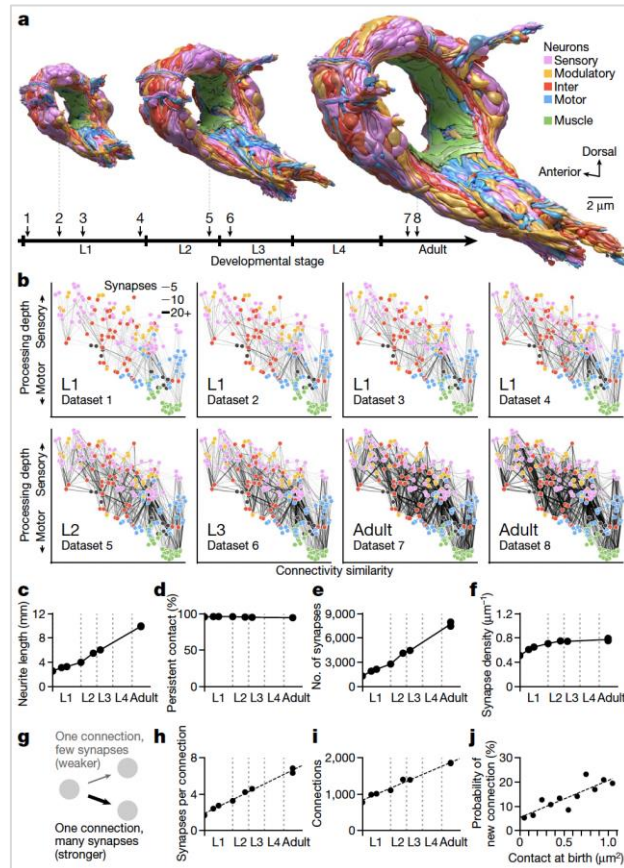 a
Neurons
Sensory
Modulatory
Inter
Motor
Muscle
Dorsal
Anterior
2 μm
1 2 3 4 5 6 7 8
L1 L2 L3 L4 Adult
Developmental stage
b
Synapses
5
10
20+
Processing depth
Motor Sensory
L1
Dataset 1
L1
Dataset 2
L1
Dataset 3
L1
Dataset 4
Processing depth
Motor Sensory
L2
Dataset 5
L3
Dataset 6
Adult
Dataset 7
Adult
Dataset 8
Connectivity similarity
c
Neurite length (mm)
12
8
4
0
L1 L2 L3 L4 Adult
d
Persistent contact (%)
100
75
50
25
0
L1 L2 L3 L4 Adult
e
No. of synapses
9,000
6,000
3,000
0
L1 L2 L3 L4 Adult
f
Synapse density (μm⁻¹)
1.2
0.8
0.4
0
L1 L2 L3 L4 Adult
g
One connection,
few synapses
(weaker)
One connection,
many synapses
(stronger)
h
Synapses per connection
8
4
0
L1 L2 L3 L4 Adult
i
Connections
2,000
1,000
0
L1 L2 L3 L4 Adult
j
Probability of
new connection (%)
30
20
10
0
0 0.5 1.0
Contact at birth (μm²)